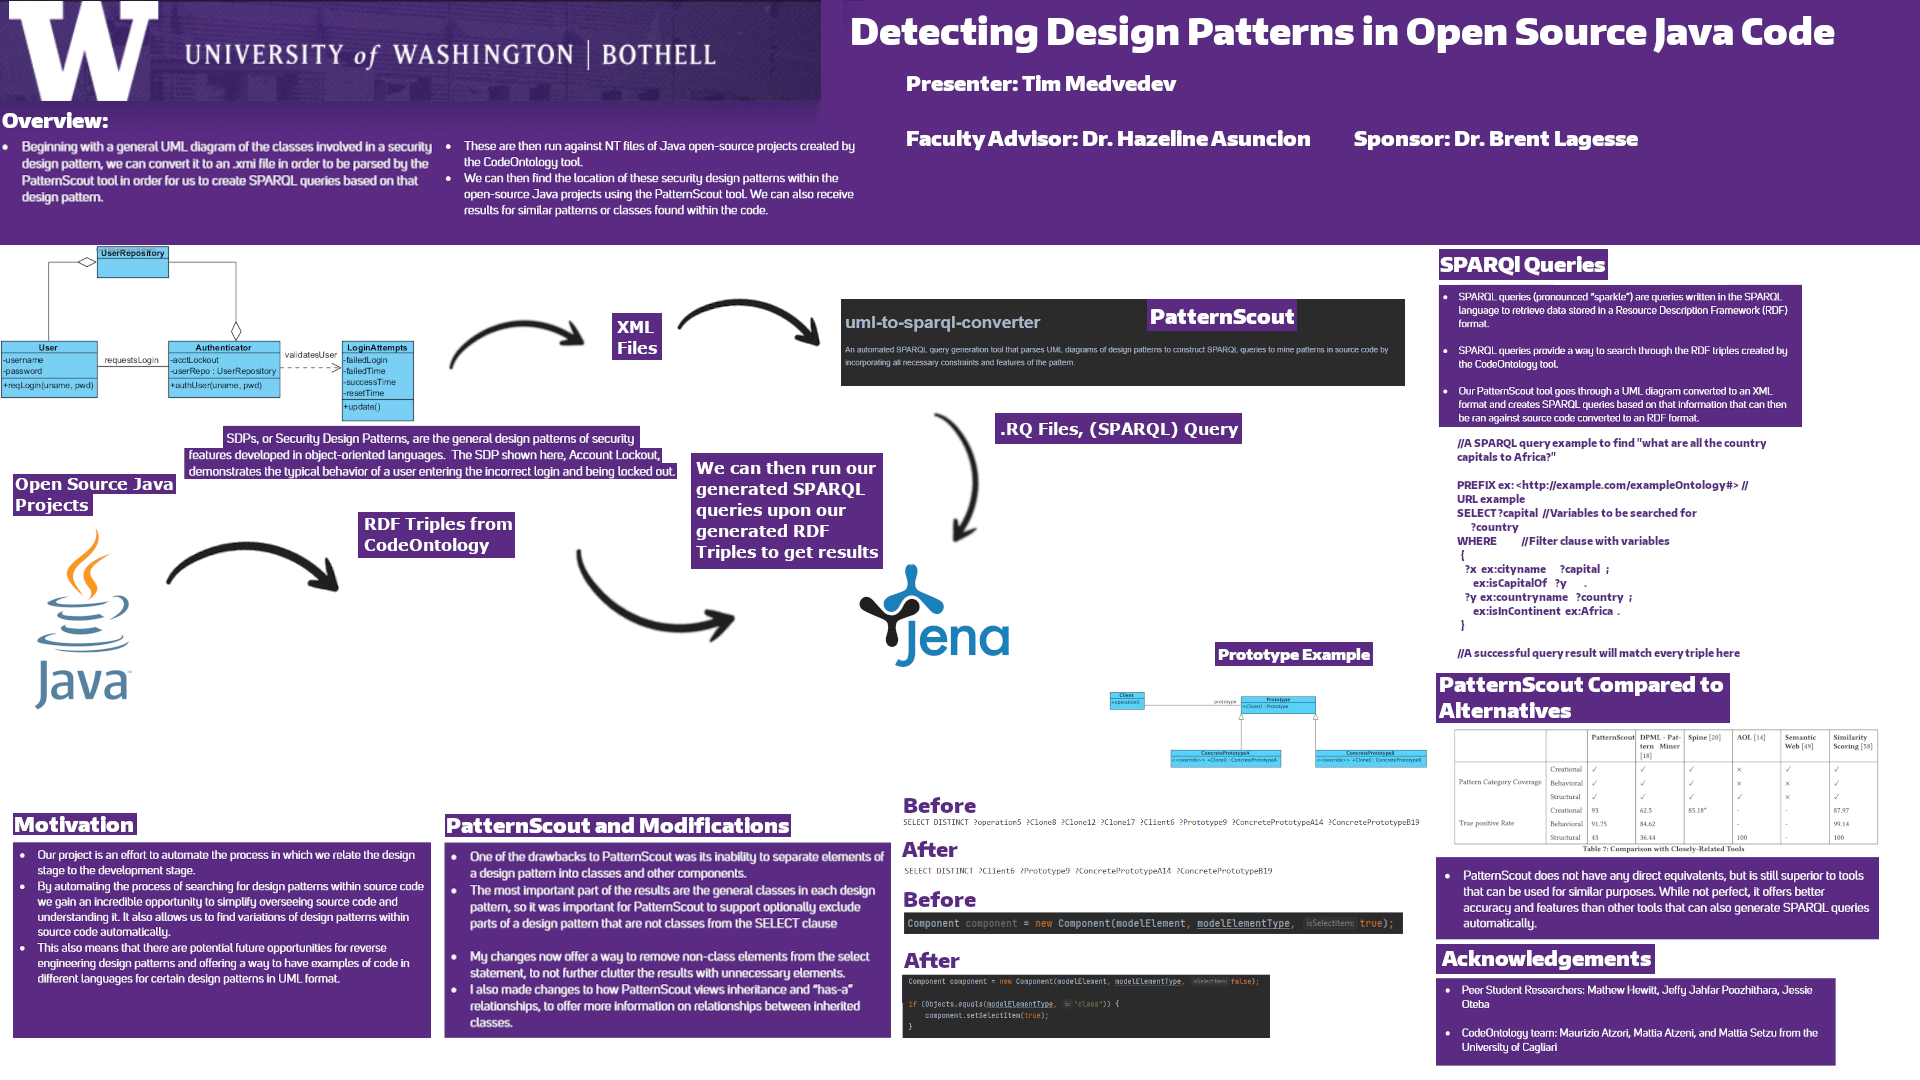 W
UNIVERSITY of WASHINGTON | BOTHELL
Detecting Design Patterns in Open Source Java Code
Presenter: Tim Medvedev
Faculty Advisor: Dr. Hazeline Asuncion
Sponsor: Dr. Brent Lagesse
Overview:
• Beginning with a general UML diagram of the classes involved in a security
design pattern, we can convert it to an .xmi file in order to be parsed by the
PatternScout tool in order for us to create SPARQL queries based on that
design pattern.
• These are then run against NT files of Java open-source projects created by
the CodeOntology tool.
• We can then find the location of these security design patterns within the
open-source Java projects using the PatternScout tool. We can also receive
results for similar patterns or classes found within the code.
UserRepository
User
-username
-password
+reqLogin(uname, pwd)
requestsLogin
Authenticator
-acctLockout
-userRepo : UserRepository
+authUser(uname, pwd)
validatesUser
LoginAttempts
-failedLogin
-failedTime
-successTime
-resetTime
+update()
XML
Files
uml-to-sparql-converter
PatternScout
An automated SPARQL query generation tool that parses UML diagrams of design patterns to construct SPARQL queries to mine patterns in source code by
incorporating all necessary constraints and features of the pattern.
.RQ Files, (SPARQL) Query
SDPs, or Security Design Patterns, are the general design patterns of security
features developed in object-oriented languages. The SDP shown here, Account Lockout,
demonstrates the typical behavior of a user entering the incorrect login and being locked out.
Open Source Java
Projects
Java™
RDF Triples from
CodeOntology
We can then run our
generated SPARQL
queries upon our
generated RDF
Triples to get results
Jena
Prototype Example
Client
+operation()
prototype
Prototype
+Clone() : Prototype
ConcretePrototypeA
<<override>> +Clone() : ConcretePrototypeA
ConcretePrototypeB
<<override>> +Clone() : ConcretePrototypeB
Motivation
• Our project is an effort to automate the process in which we relate the design
stage to the development stage.
• By automating the process of searching for design patterns within source code
we gain an incredible opportunity to simplify overseeing source code and
understanding it. It also allows us to find variations of design patterns within
source code automatically.
• This also means that there are potential future opportunities for reverse
engineering design patterns and offering a way to have examples of code in
different languages for certain design patterns in UML format.
PatternScout and Modifications
• One of the drawbacks to PatternScout was its inability to separate elements of
a design pattern into classes and other components.
• The most important part of the results are the general classes in each design
pattern, so it was important for PatternScout to support optionally exclude
parts of a design pattern that are not classes from the SELECT clause
• My changes now offer a way to remove non-class elements from the select
statement, to not further clutter the results with unnecessary elements.
• I also made changes to how PatternScout views inheritance and “has-a”
relationships, to offer more information on relationships between inherited
classes.
Before
SELECT DISTINCT ?operation5 ?Clone8 ?Clone12 ?Clone17 ?Client6 ?Prototype9 ?ConcretePrototypeA14 ?ConcretePrototypeB19
After
SELECT DISTINCT ?Client6 ?Prototype9 ?ConcretePrototypeA14 ?ConcretePrototypeB19
Before
Component component = new Component(modelElement, modelElementType, isSelectItem: true);
After
Component component = new Component(modelElement, modelElementType, isSelectItem: false);
if (Objects.equals(modelElementType, b: "class")) {
component.setSelectItem(true);
}
SPARQl Queries
• SPARQL queries (pronounced “sparkle”) are queries written in the SPARQL
language to retrieve data stored in a Resource Description Framework (RDF)
format.
• SPARQL queries provide a way to search through the RDF triples created by
the CodeOntology tool.
• Our PatternScout tool goes through a UML diagram converted to an XML
format and creates SPARQL queries based on that information that can then
be ran against source code converted to an RDF format.
//A SPARQL query example to find "what are all the country
capitals to Africa?"
PREFIX ex: <http://example.com/exampleOntology#> //
URL example
SELECT ?capital //Variables to be searched for
?country
WHERE //Filter clause with variables
{
?x ex:cityname ?capital ;
ex:isCapitalOf ?y .
?y ex:countryname ?country ;
ex:isInContinent ex:Africa .
}
//A successful query result will match every triple here
PatternScout Compared to
Alternatives
PatternScout DPML - Pat- Spine [20] AOL [14] Semantic Similarity
tern Miner Web [49] Scoring [58]
[18]
Creational ✓ ✓ ✓ × ✓ ✓
Pattern Category Coverage Behavioral ✓ ✓ ✓ × × ✓
Structural ✓ ✓ ✓ ✓ × ✓
Creational 93 62.5 85.18* - - 87.97
True positive Rate Behavioral 91.75 84.62 - - 99.14
Structural 43 36.44 100 - 100
Table 7: Comparison with Closely-Related Tools
• PatternScout does not have any direct equivalents, but is still superior to tools
that can be used for similar purposes. While not perfect, it offers better
accuracy and features than other tools that can also generate SPARQL queries
automatically.
Acknowledgements
• Peer Student Researchers: Mathew Hewitt, Jeffy Jahfar Poozhithara, Jessie
Oteba
• CodeOntology team: Maurizio Atzori, Mattia Atzeni, and Mattia Setzu from the
University of Cagliari